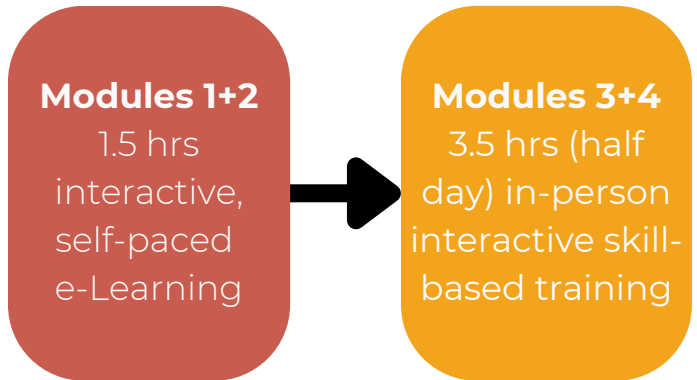 Modules 1+2
1.5 hrs
interactive,
self-paced
e-Learning
Modules 3+4
3.5 hrs (half
day) in-person
interactive skill-
based training